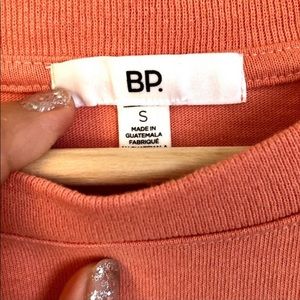 BP.
S
MADE IN
GUATEMALA
FABRIQUÉ